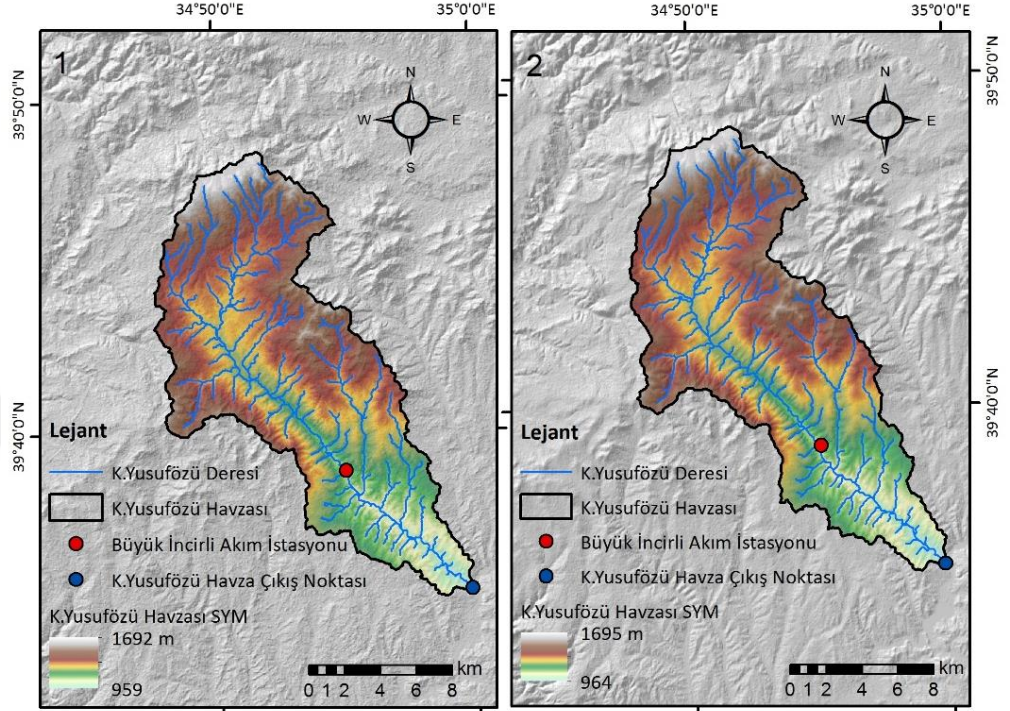 34°50'0"E
35°0'0"E
34°50'0"E
35°0'0"E
1
N
W
E
S
39°50'0"N
39°40'0"N
Lejant
K.Yusufözü Deresi
K.Yusufözü Havzası
Büyük İncirli Akım İstasyonu
K.Yusufözü Havza Çıkış Noktası
K.Yusufözü Havzası SYM
1692 m
959
km
0 1 2 4 6 8
2
N
W
E
S
39°50'0"N
39°40'0"N
Lejant
K.Yusufözü Deresi
K.Yusufözü Havzası
Büyük İncirli Akım İstasyonu
K.Yusufözü Havza Çıkış Noktası
K.Yusufözü Havzası SYM
1695 m
964
km
0 1 2 4 6 8